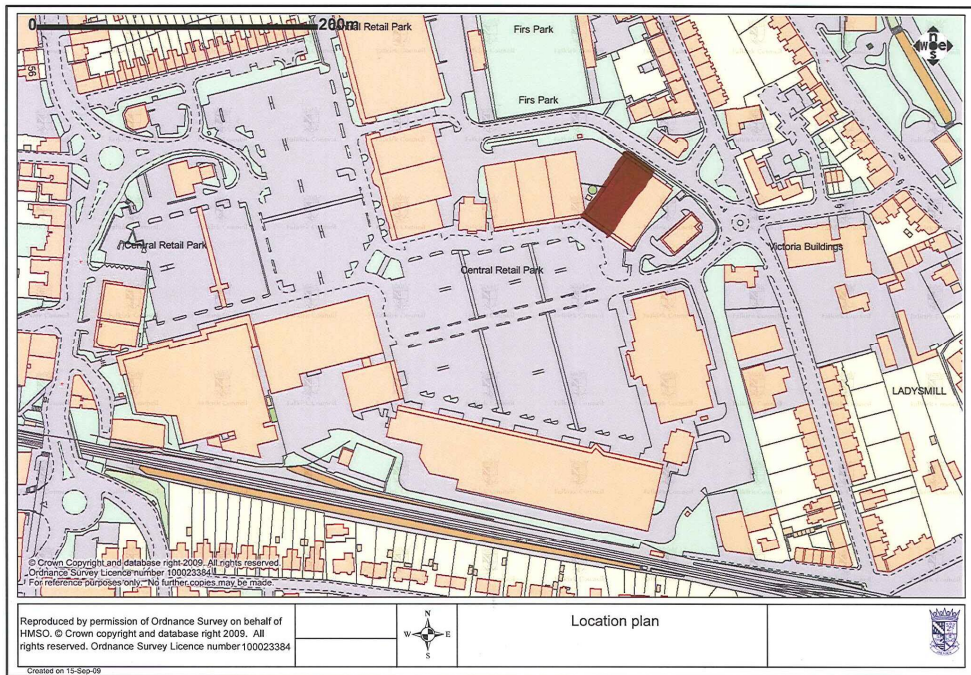 0 200m
Central Retail Park
Firs Park
n
w e
s
56
Firs Park
Central Retail Park
Victoria Buildings
Central Retail Park
LADYSMILL
© Crown Copyright and database right 2009. All rights reserved.
Ordnance Survey Licence number 100023384
For reference purposes only. No further copies may be made.
Reproduced by permission of Ordnance Survey on behalf of
HMSO. © Crown copyright and database right 2009. All
rights reserved. Ordnance Survey Licence number 100023384
N
W E
S
Location plan
Created on 15-Sep-09